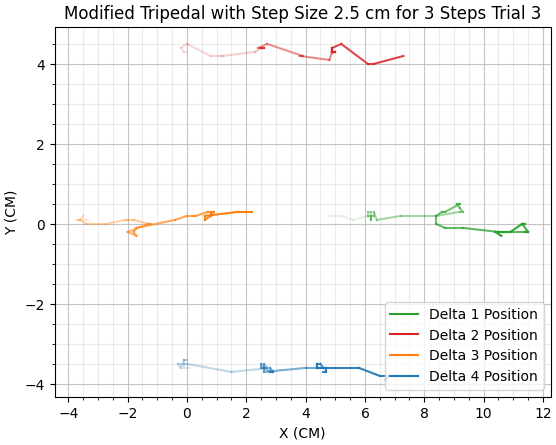 Modified Tripedal with Step Size 2.5 cm for 3 Steps Trial 3
Y (CM)
4
2
0
−2
−4
−4
−2
0
2
4
6
8
10
12
X (CM)
Delta 1 Position
Delta 2 Position
Delta 3 Position
Delta 4 Position